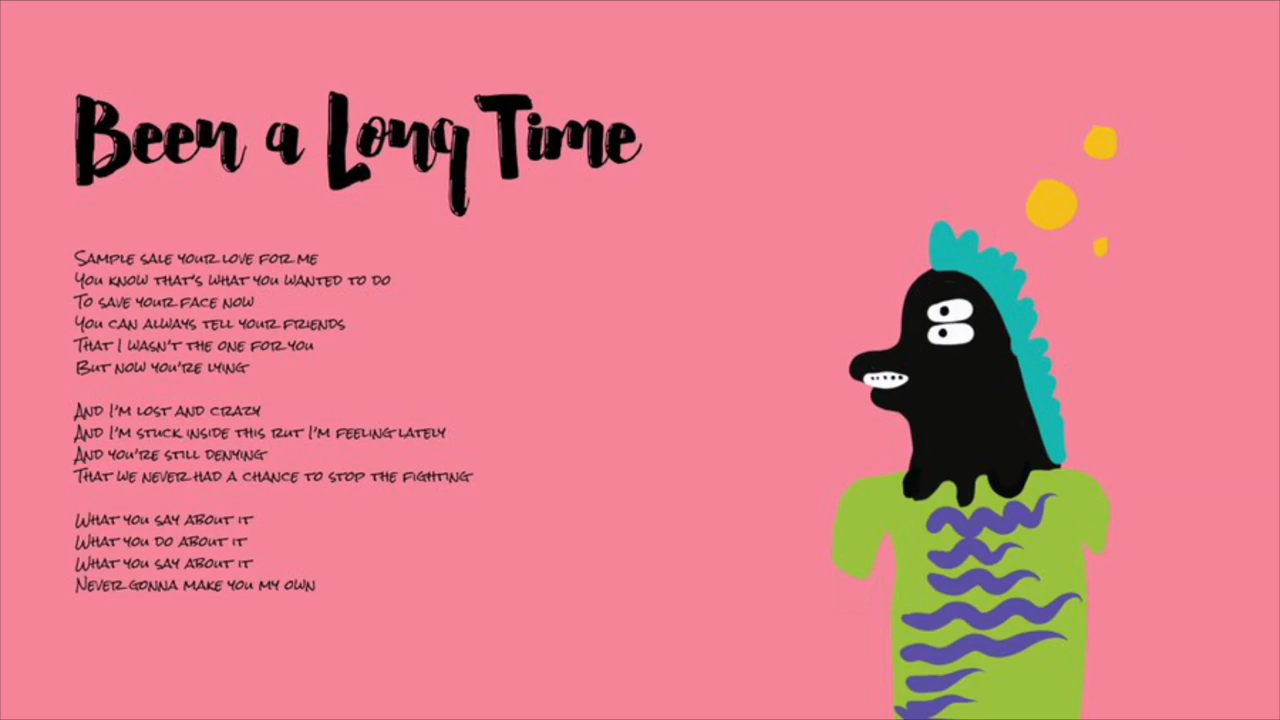 Been a Long Time
Sample sale your love for me
You know that's what you wanted to do
To save your face now
You can always tell your friends
That I wasn't the one for you
But now you're lying
And I'm lost and crazy
And I'm stuck inside this rut I'm feeling lately
And you're still denying
That we never had a chance to stop the fighting
What you say about it
What you do about it
What you say about it
Never gonna make you my own